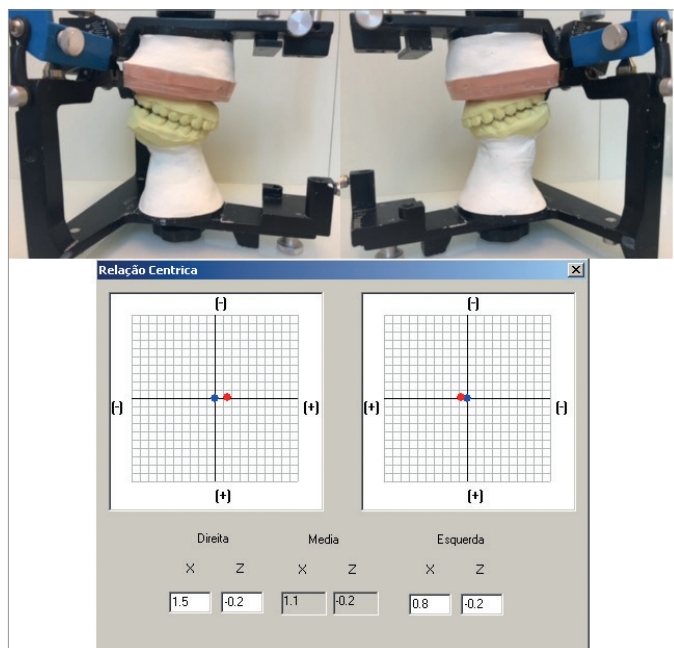 Relação Centrica
(-) (-)
(-) (+) (+) (-)
(+) (+)
Direita Media Esquerda
X Z X Z X Z
1.5 -0.2 1.1 -0.2 0.8 -0.2